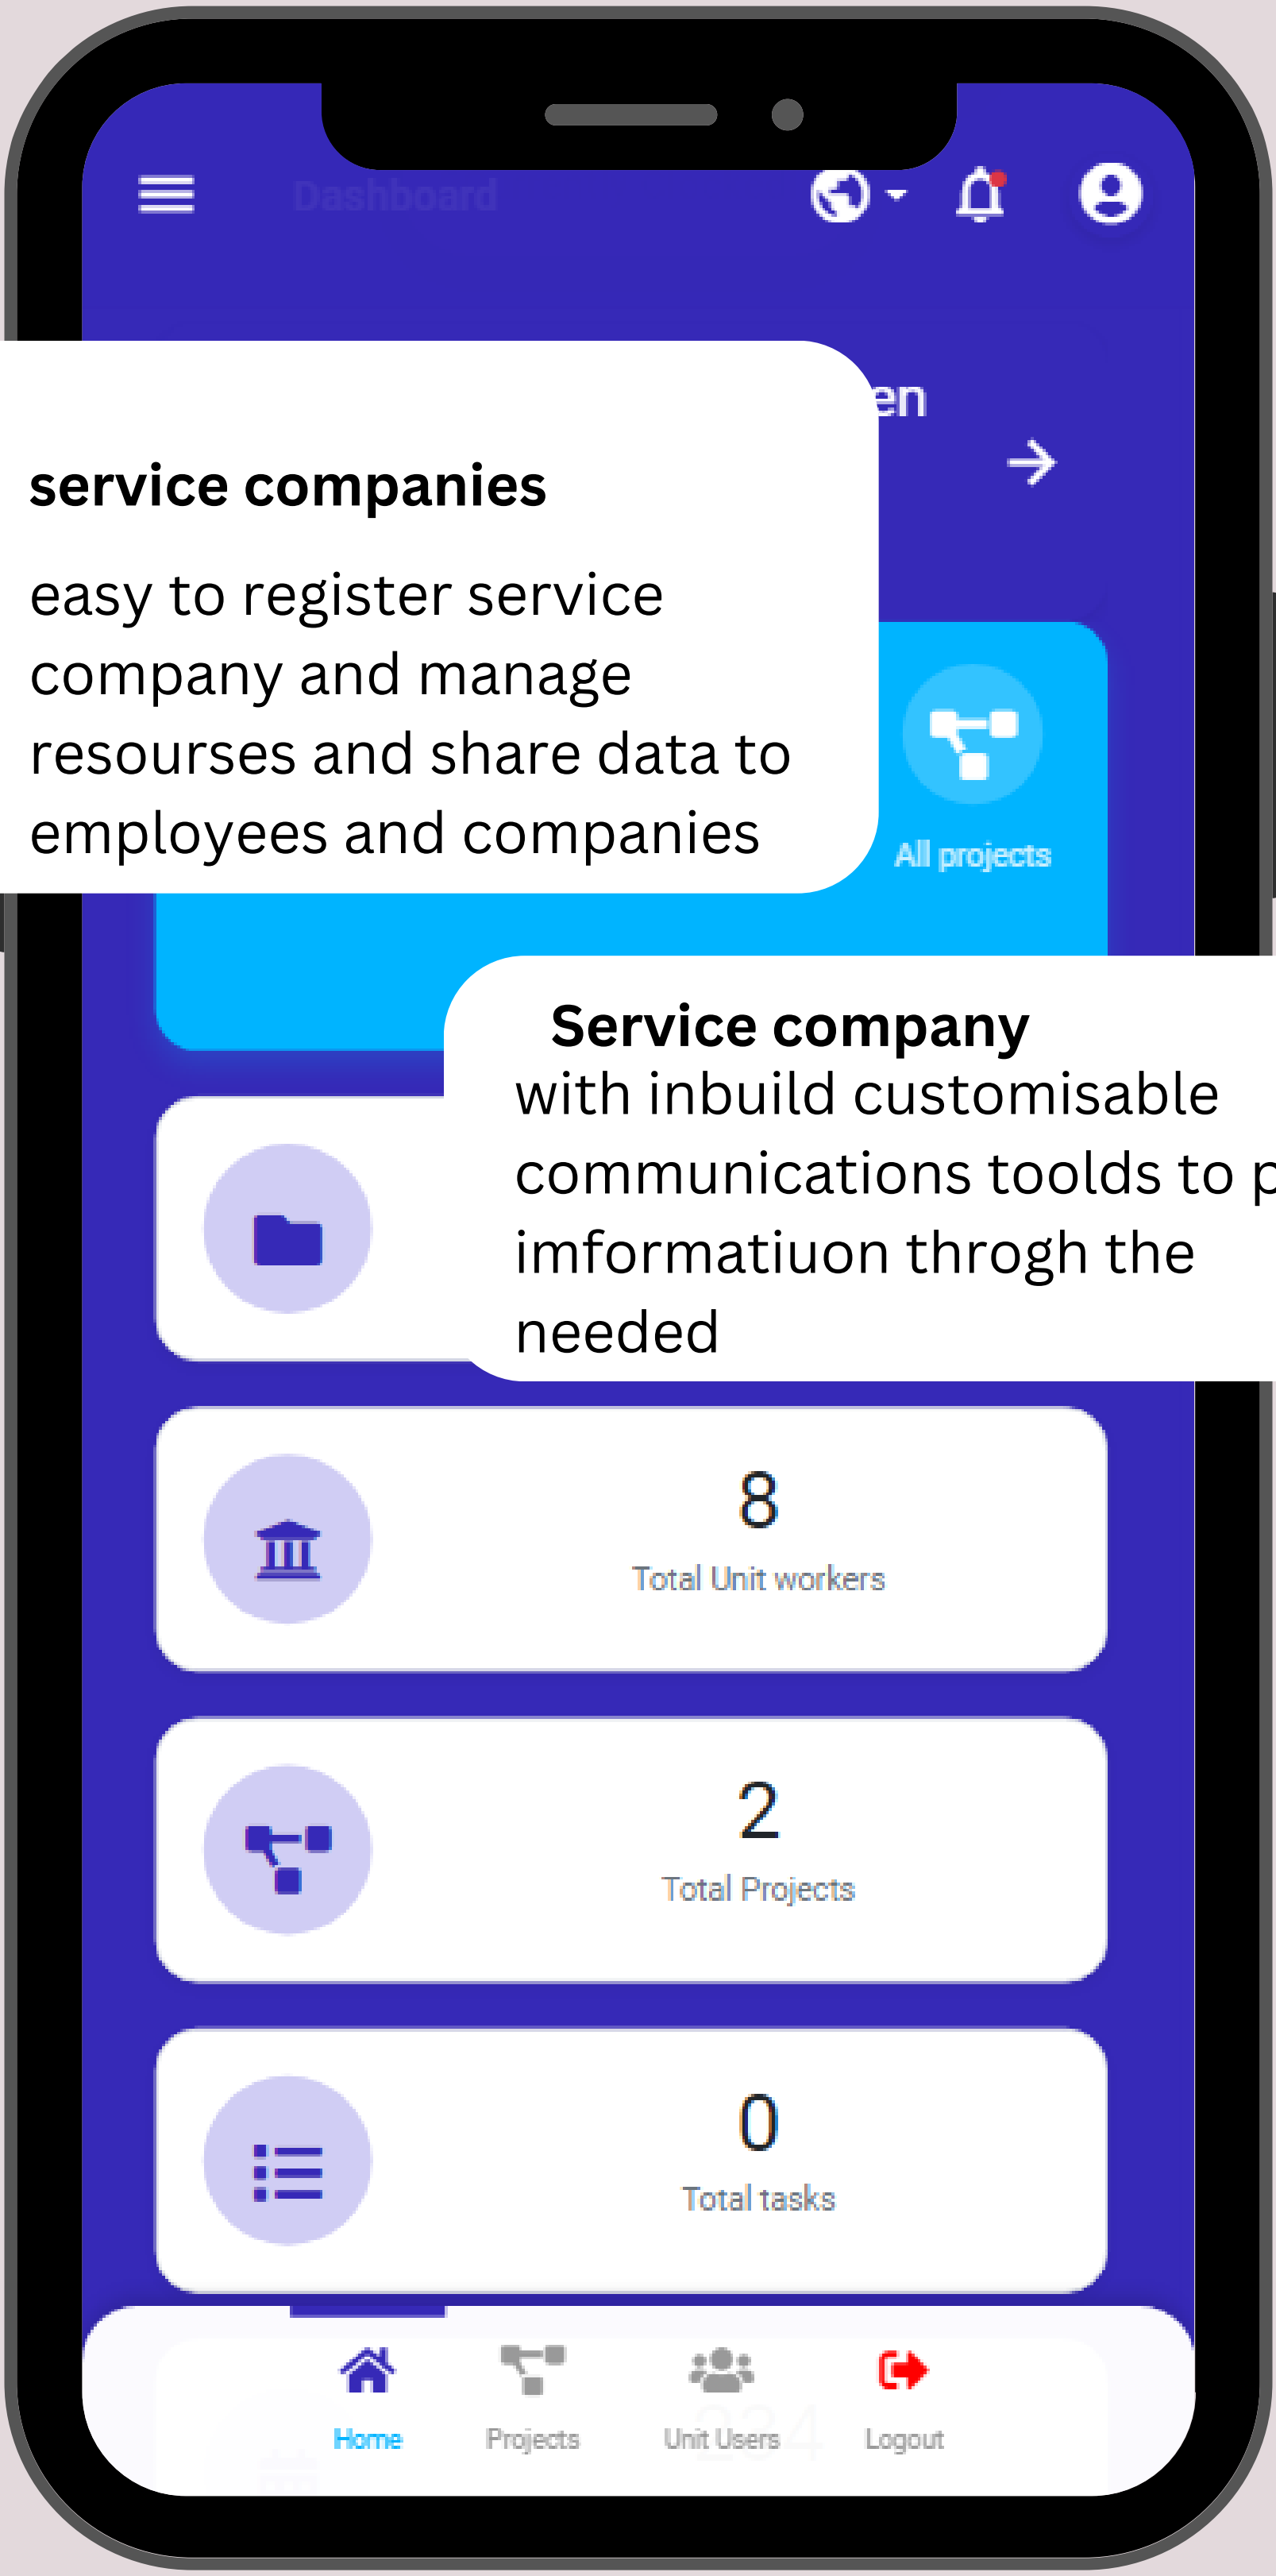 Dashboard
en
service companies
easy to register service
company and manage
resourses and share data to
employees and companies
All projects
Service company
with inbuild customisable
communications toolds to p
imformatiuon throgh the
needed
8
Total Unit workers
2
Total Projects
0
Total tasks
234
Home
Projects
Unit Users
Logout